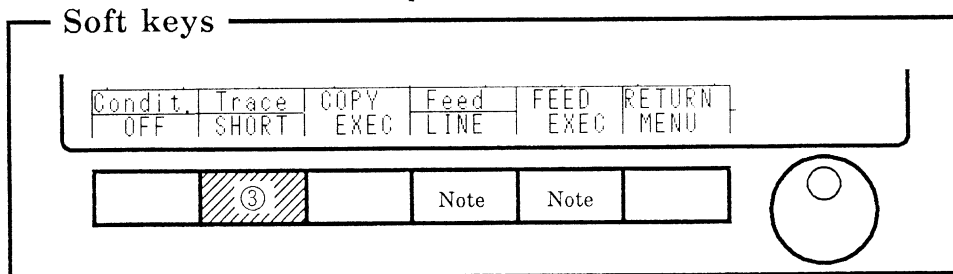 Soft keys
Condit. Trace COPY Feed FEED RETURN
OFF SHORT EXEC LINE EXEC MENU
③ Note Note